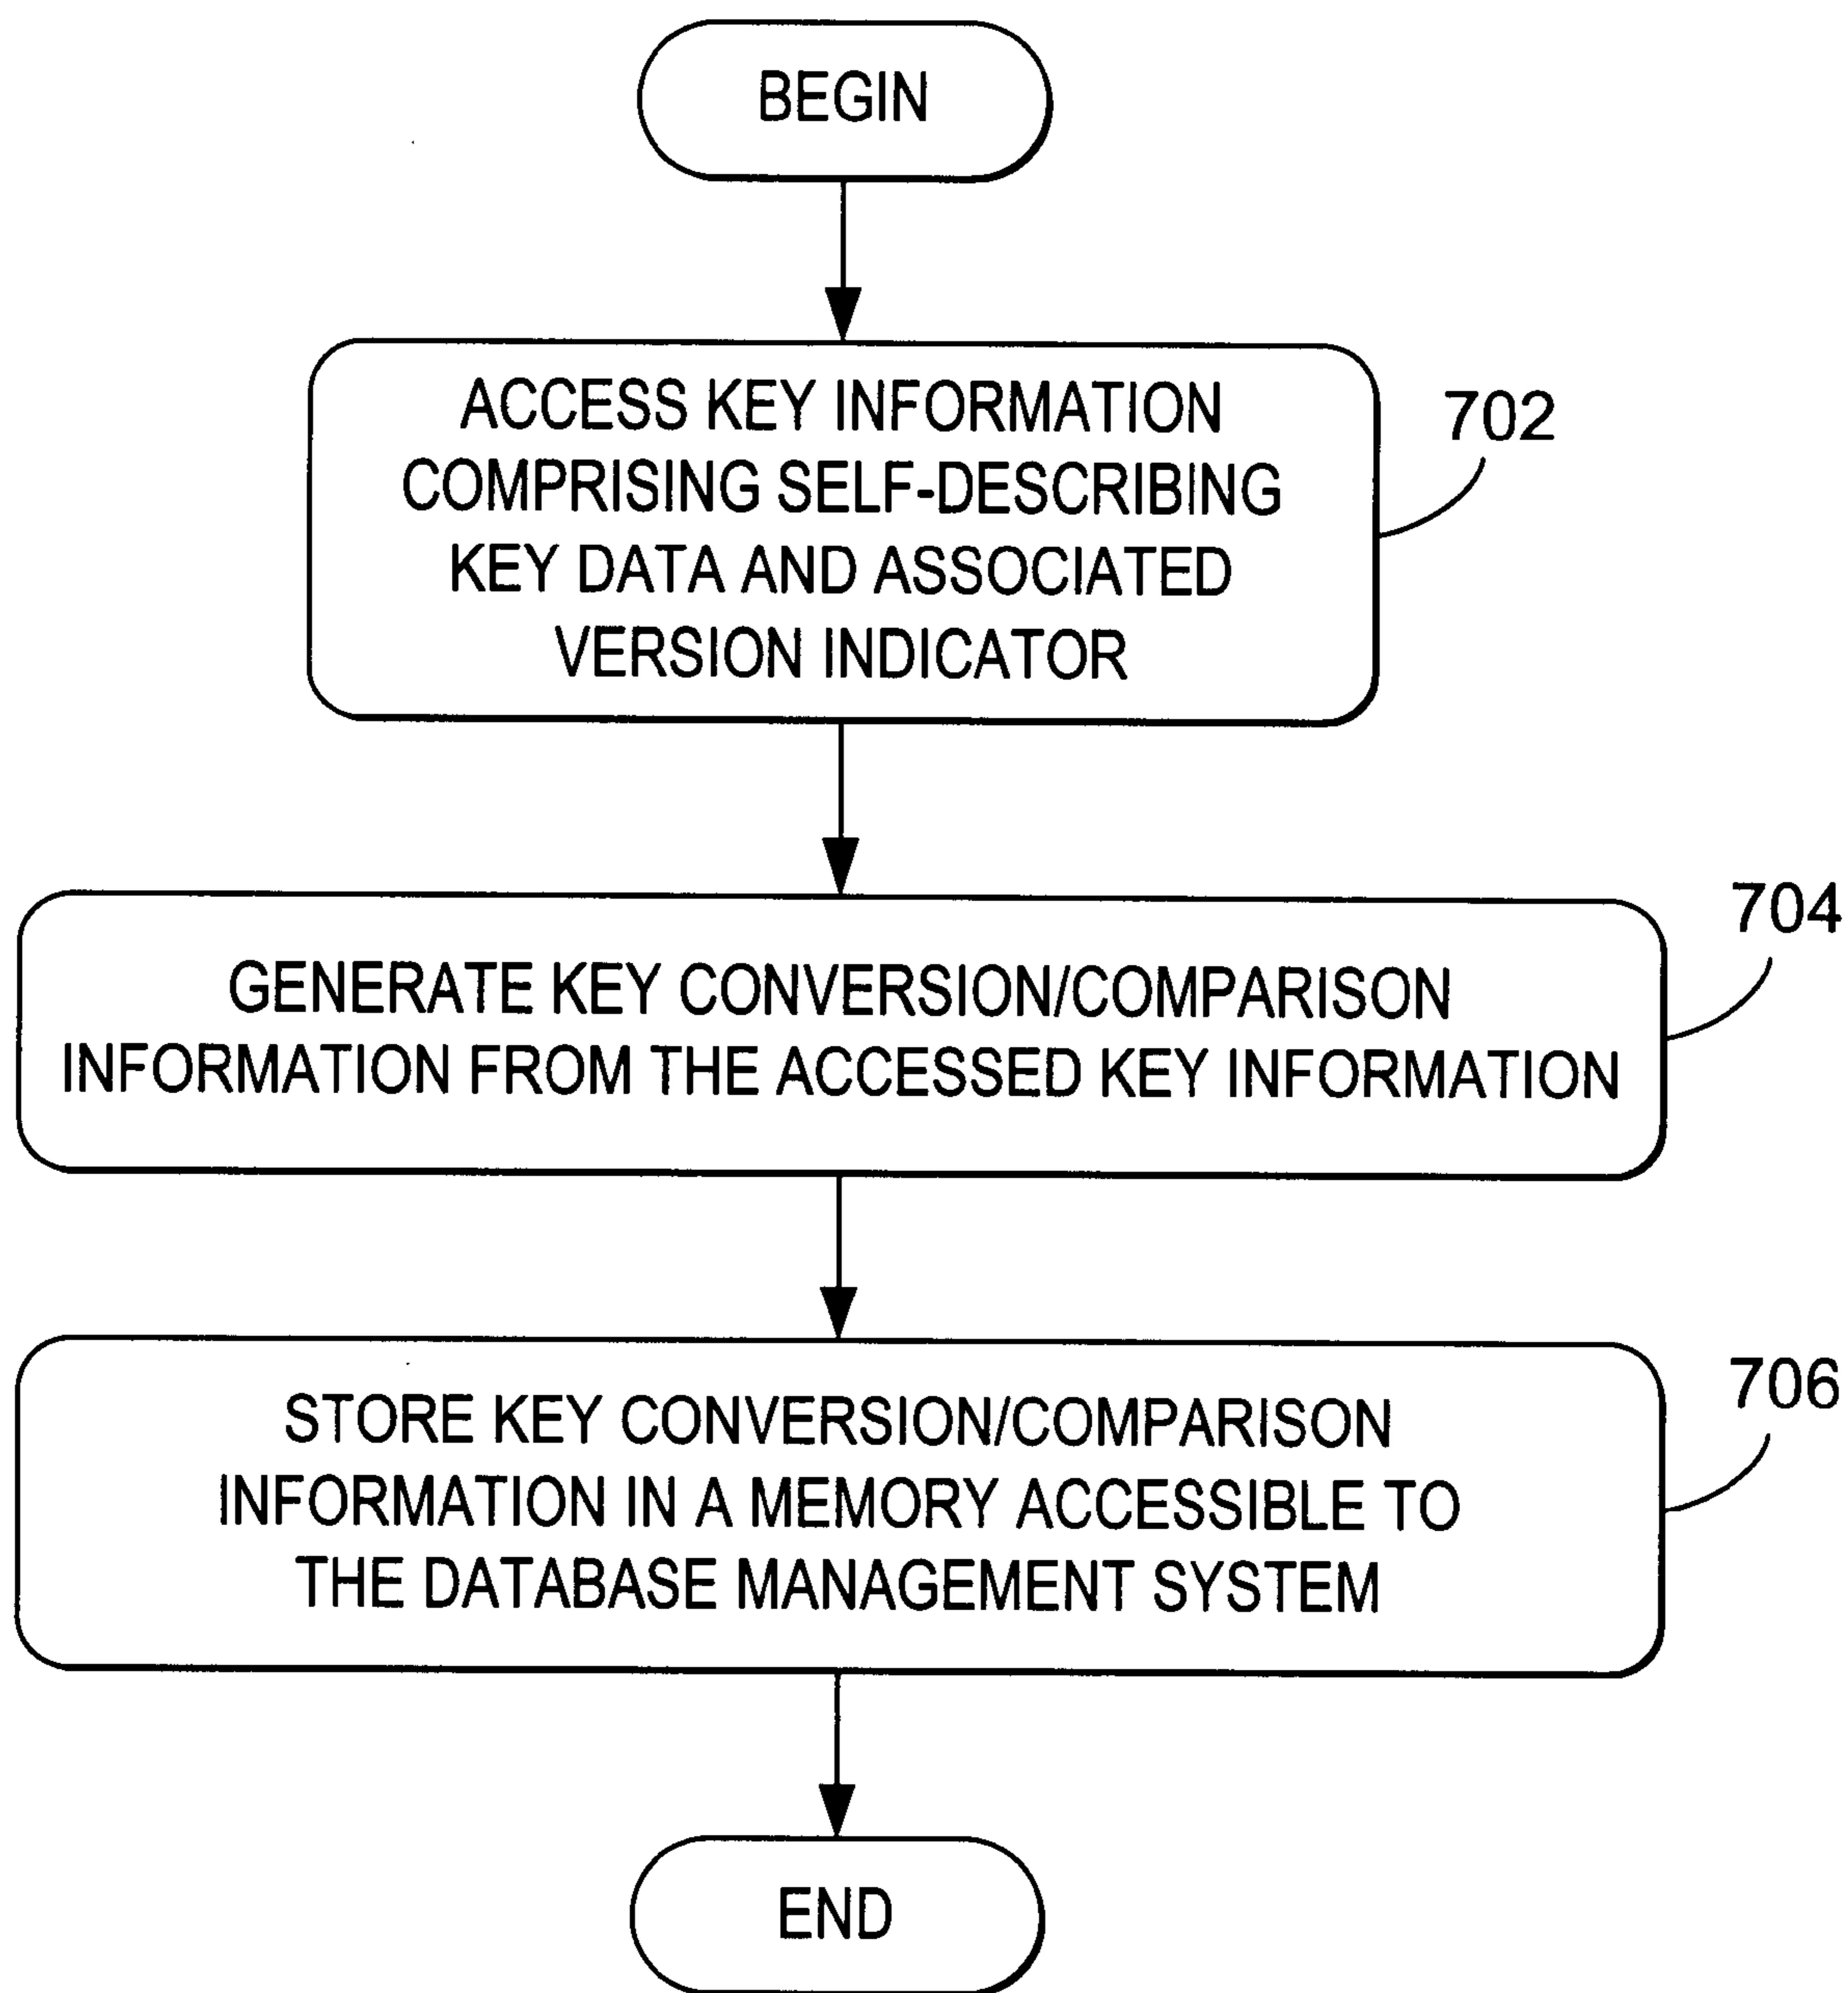 BEGIN
ACCESS KEY INFORMATION
COMPRISING SELF-DESCRIBING
KEY DATA AND ASSOCIATED
VERSION INDICATOR
702
GENERATE KEY CONVERSION/COMPARISON
INFORMATION FROM THE ACCESSED KEY INFORMATION
704
STORE KEY CONVERSION/COMPARISON
INFORMATION IN A MEMORY ACCESSIBLE TO
THE DATABASE MANAGEMENT SYSTEM
706
END